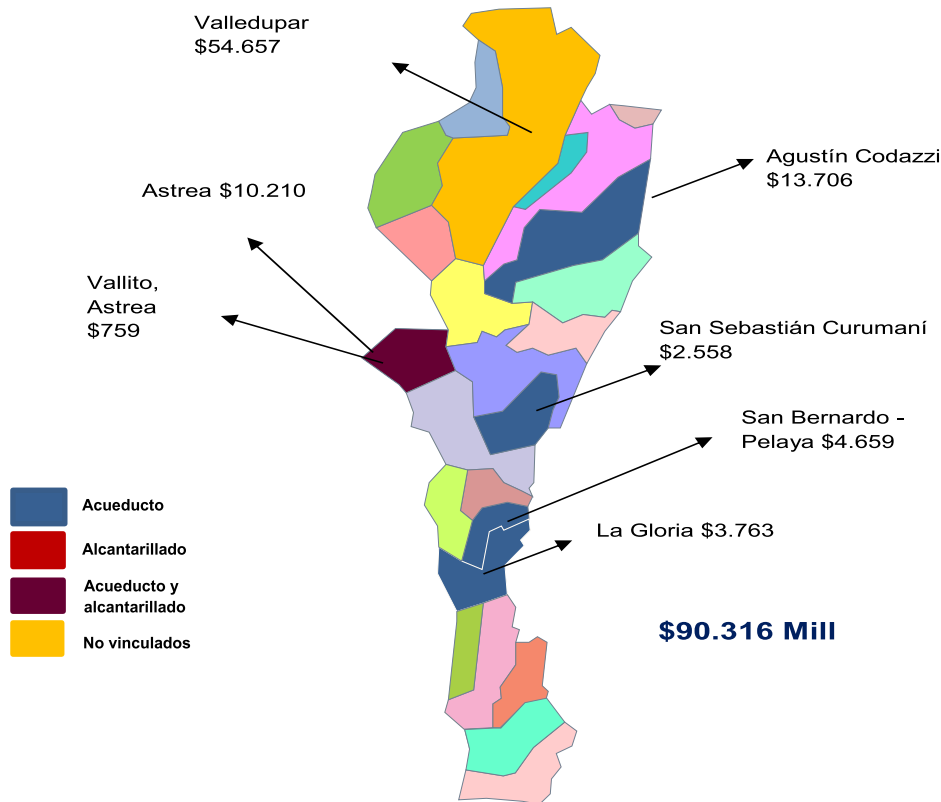 Valledupar
$54.657
Agustín Codazzi
$13.706
Astrea $10.210
Vallito,
Astrea
$759
San Sebastián Curumaní
$2.558
San Bernardo -
Pelaya $4.659
La Gloria $3.763
Acueducto
Alcantarillado
Acueducto y
alcantarillado
No vinculados
$90.316 Mill